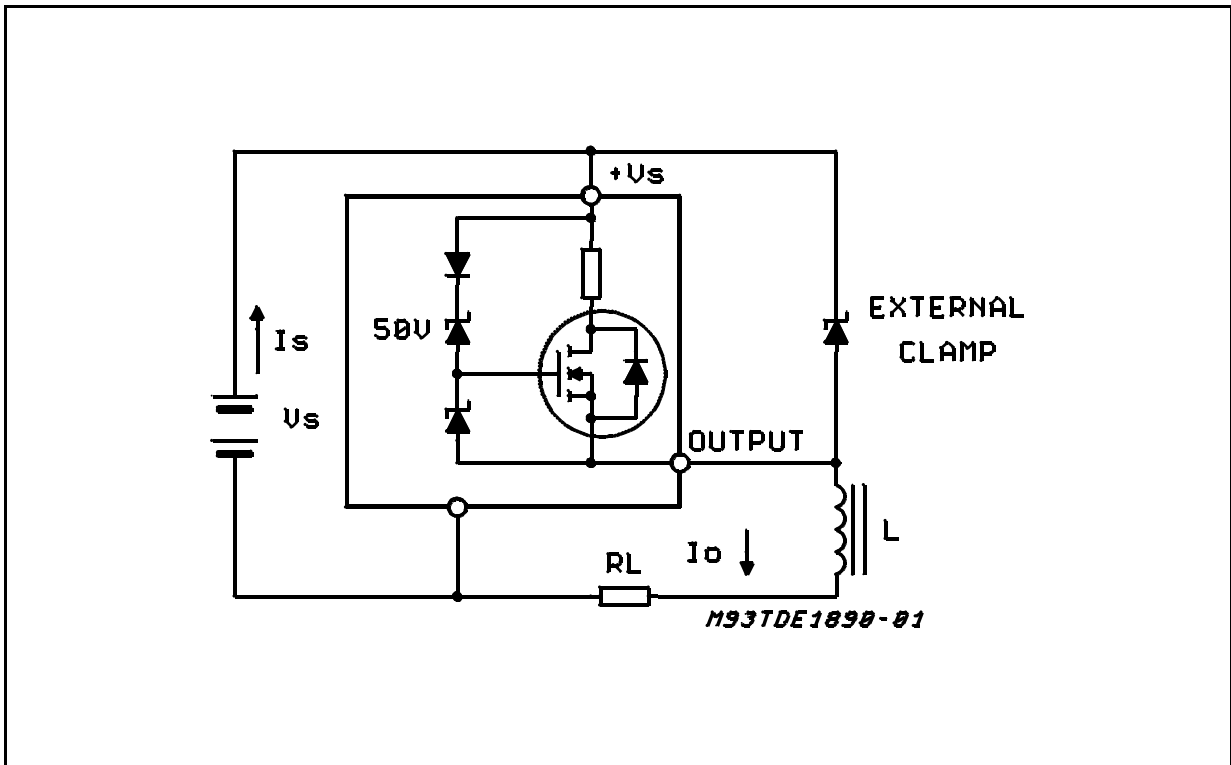 +Vs
50V
EXTERNAL
CLAMP
Is
Vs
OUTPUT
L
Io
RL
M93TDE1890-01